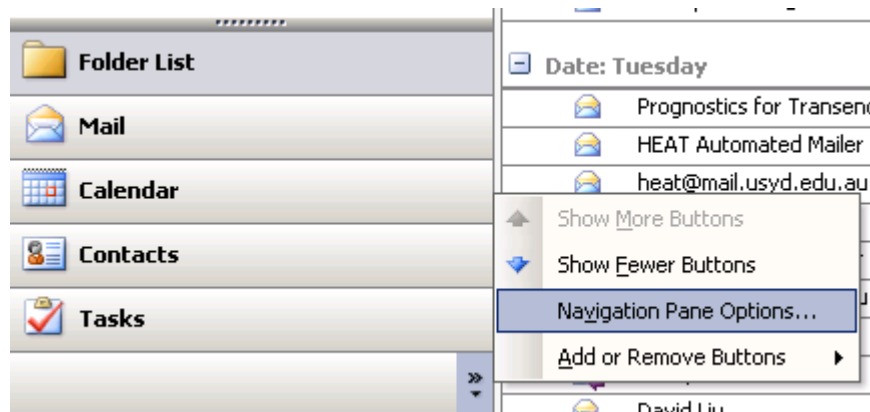 Folder List
Mail
Calendar
Contacts
Tasks
Date: Tuesday
Prognostics for
HEAT Automated Mailer
heat@mail.usyd.edu.au
Show More Buttons
Show Fewer Buttons
Navigation Pane Options...
Add or Remove Buttons
David Liu